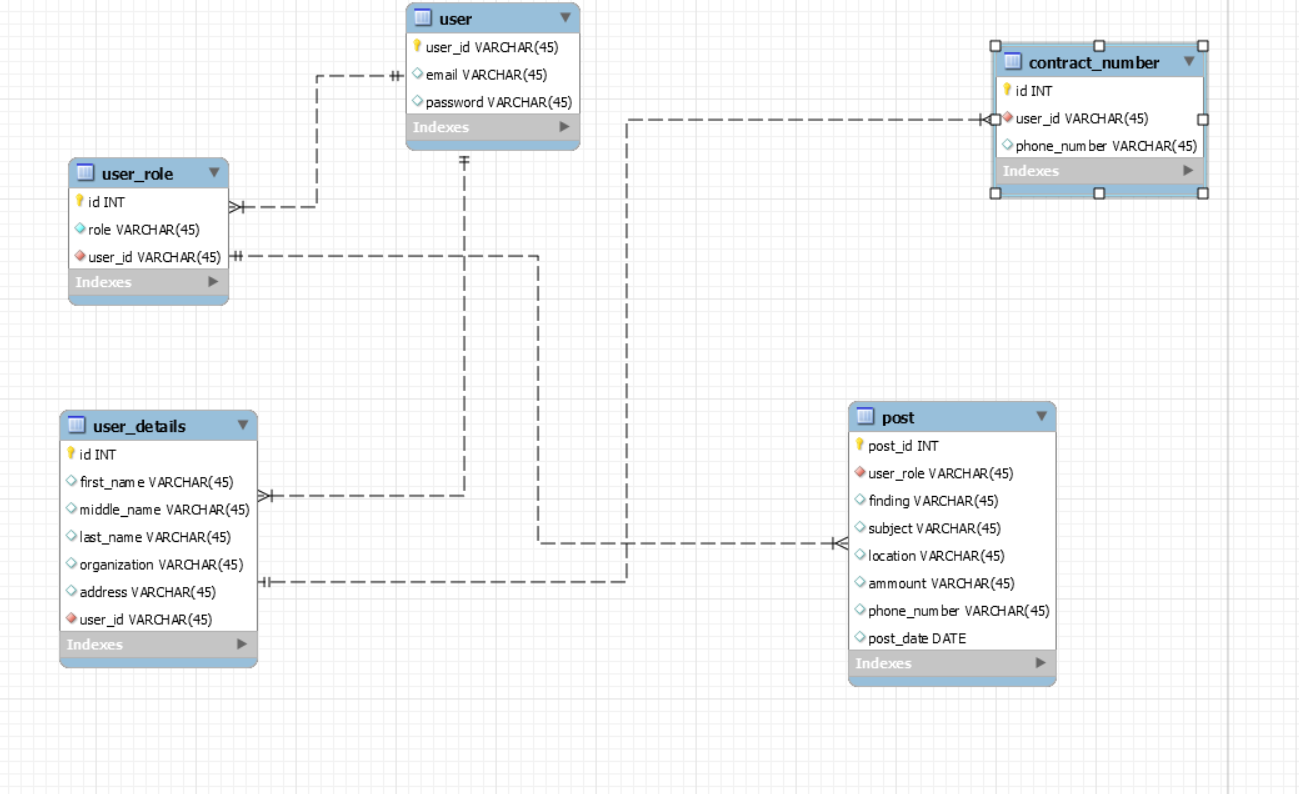 user
user_id VARCHAR(45)
email VARCHAR(45)
password VARCHAR(45)
Indexes
contract_number
id INT
user_id VARCHAR(45)
phone_number VARCHAR(45)
Indexes
user_role
id INT
role VARCHAR(45)
user_id VARCHAR(45)
Indexes
user_details
id INT
first_name VARCHAR(45)
middle_name VARCHAR(45)
last_name VARCHAR(45)
organization VARCHAR(45)
address VARCHAR(45)
user_id VARCHAR(45)
Indexes
post
post_id INT
user_role VARCHAR(45)
finding VARCHAR(45)
subject VARCHAR(45)
location VARCHAR(45)
ammount VARCHAR(45)
phone_number VARCHAR(45)
post_date DATE
Indexes